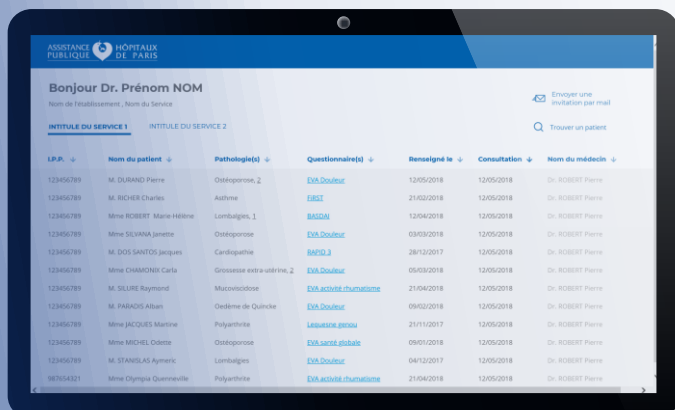 ASSISTANCE HÔPITAUX
PUBLIQUE DE PARIS
Bonjour Dr. Prénom NOM
Nom de l'établissement , Nom du Service
Envoyer une
invitation par mail
INTITULE DU SERVICE 1 INTITULE DU SERVICE 2
Trouver un patient
I.P.P. Nom du patient Pathologie(s) Questionnaire(s) Renseigné le Consultation Nom du médecin
123456789 M. DURAND Pierre Ostéoporose, 2 EVA Douleur 12/05/2018 12/05/2018 Dr. ROBERT Pierre
123456789 M. RICHER Charles Asthme FIRST 21/02/2018 12/05/2018 Dr. ROBERT Pierre
123456789 Mme ROBERT Marie-Hélène Lombalgies, 1 BASDAI 12/04/2018 12/05/2018 Dr. ROBERT Pierre
123456789 Mme SILVANA Janette Ostéoporose EVA Douleur 03/03/2018 12/05/2018 Dr. ROBERT Pierre
123456789 M. DOS SANTOS Jacques Cardiopathie RAPID 3 28/12/2017 12/05/2018 Dr. ROBERT Pierre
123456789 Mme CHAMONIX Carla Grossesse extra-utérine, 2 EVA Douleur 05/03/2018 12/05/2018 Dr. ROBERT Pierre
123456789 M. SILURE Raymond Mucoviscidose EVA activité rhumatisme 21/04/2018 12/05/2018 Dr. ROBERT Pierre
123456789 M. PARADIS Alban Oedème de Quincke EVA Douleur 09/02/2018 12/05/2018 Dr. ROBERT Pierre
123456789 Mme JACQUES Martine Polyarthrite Lequesne genou 21/11/2017 12/05/2018 Dr. ROBERT Pierre
123456789 Mme MICHEL Odette Ostéoporose EVA santé globale 09/01/2018 12/05/2018 Dr. ROBERT Pierre
123456789 M. STANISLAS Aymeric Lombalgies EVA Douleur 04/12/2017 12/05/2018 Dr. ROBERT Pierre
987654321 Mme Olympia Quenneville Polyarthrite EVA activité rhumatisme 21/04/2018 12/05/2018 Dr. ROBERT Pierre